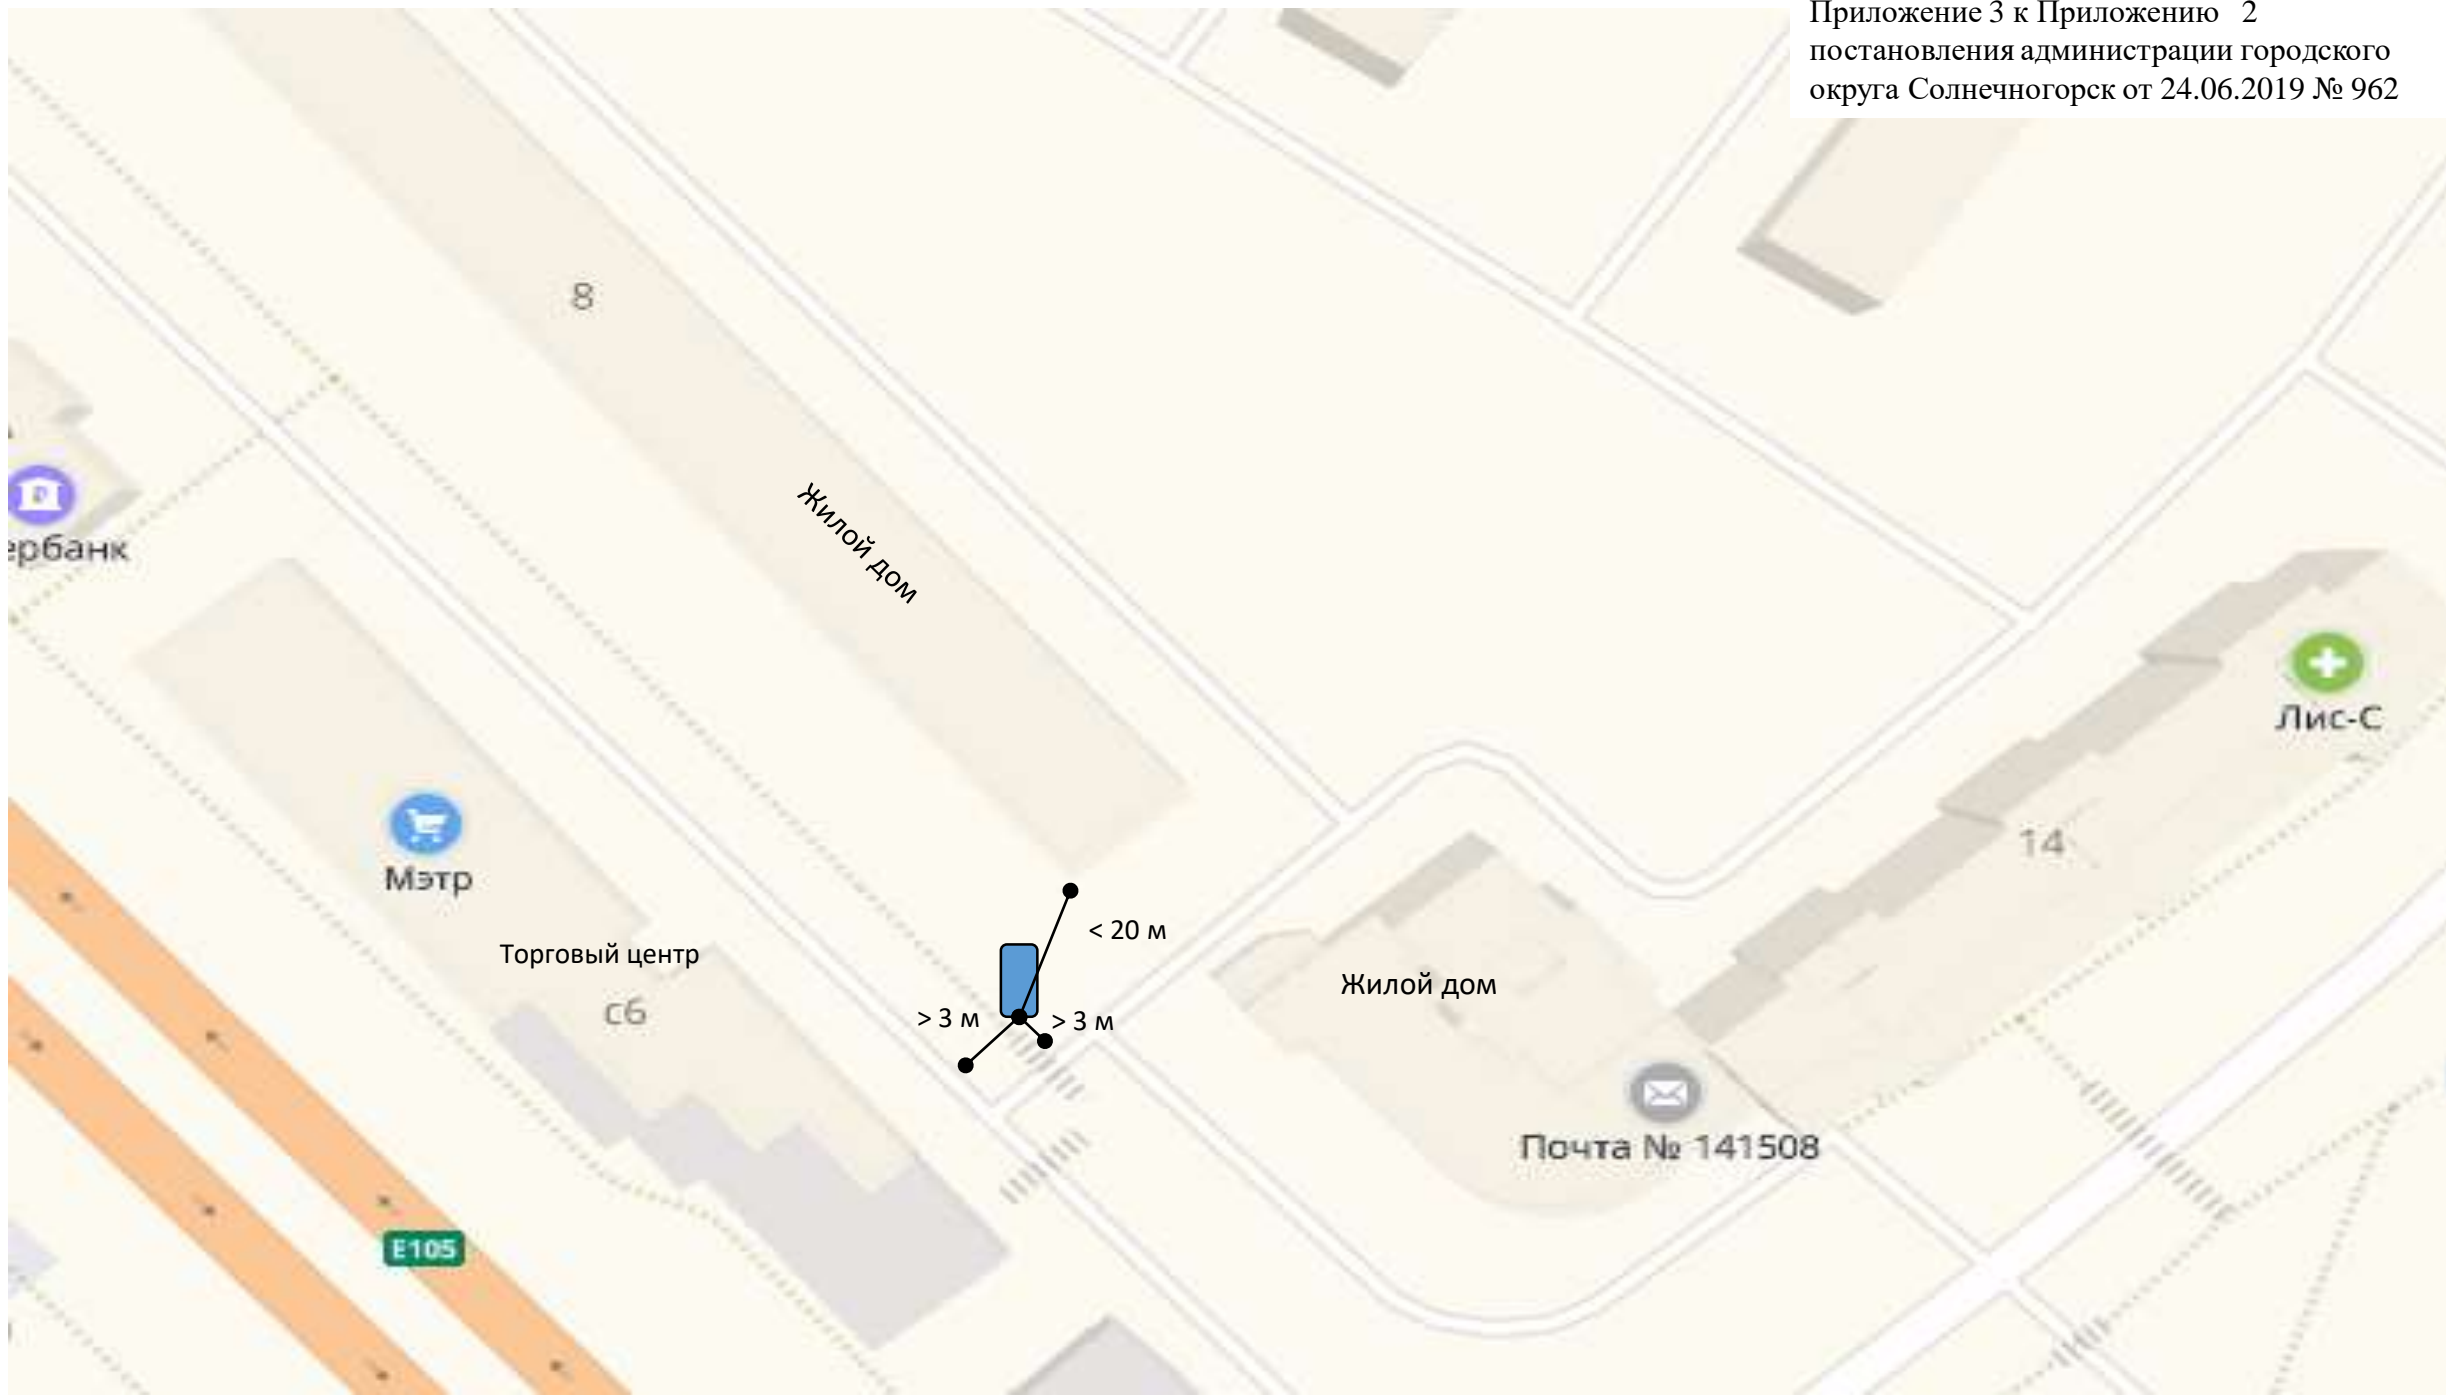 Приложение 3 к Приложению 2
постановления администрации городского
округа Солнечногорск от 24.06.2019 № 962
8
Жилой дом
ербанк
Лис-С
14
Мэтр
< 20 м
Торговый центр
Жилой дом
с6
> 3 м
> 3 м
Почта № 141508
E105